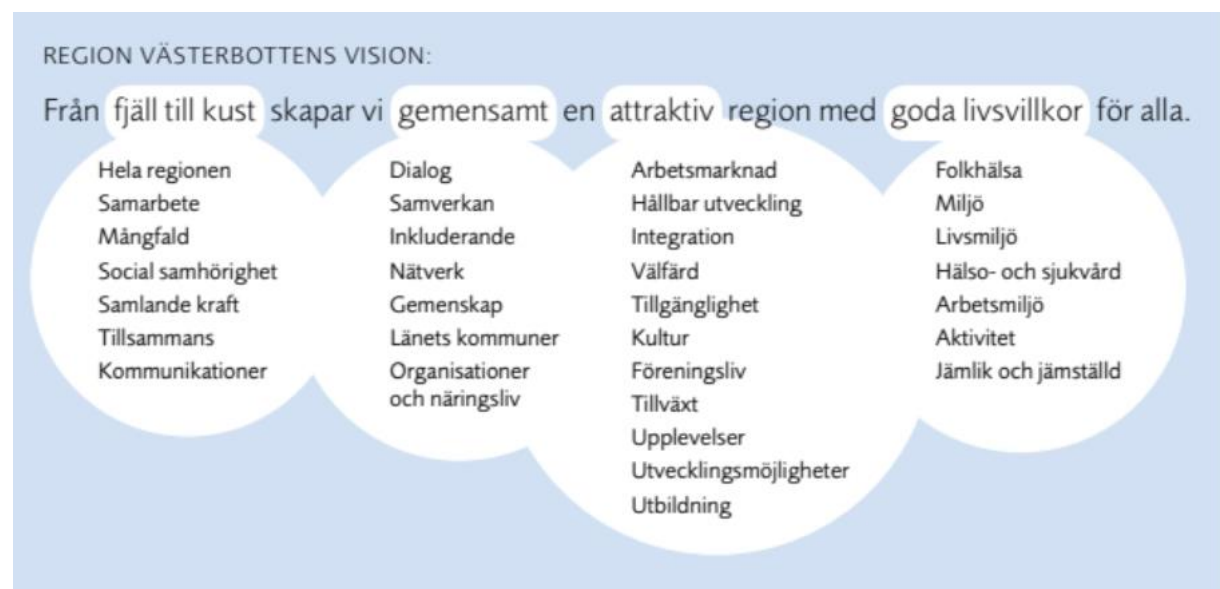 REGION VÄSTERBOTTENS VISION:
Från fjäll till kust skapar vi gemensamt en attraktiv region med goda livsvillkor för alla.
Hela regionen
Samarbete
Mångfald
Social samhörighet
Samlande kraft
Tillsammans
Kommunikationer
Dialog
Samverkan
Inkluderande
Nätverk
Gemenskap
Länets kommuner
Organisationer
och näringsliv
Arbetsmarknad
Hållbar utveckling
Integration
Välfärd
Tillgänglighet
Kultur
Föreningsliv
Tillväxt
Upplevelser
Utvecklingsmöjligheter
Utbildning
Folkhälsa
Miljö
Livsmiljö
Hälso- och sjukvård
Arbetsmiljö
Aktivitet
Jämlik och jämställd